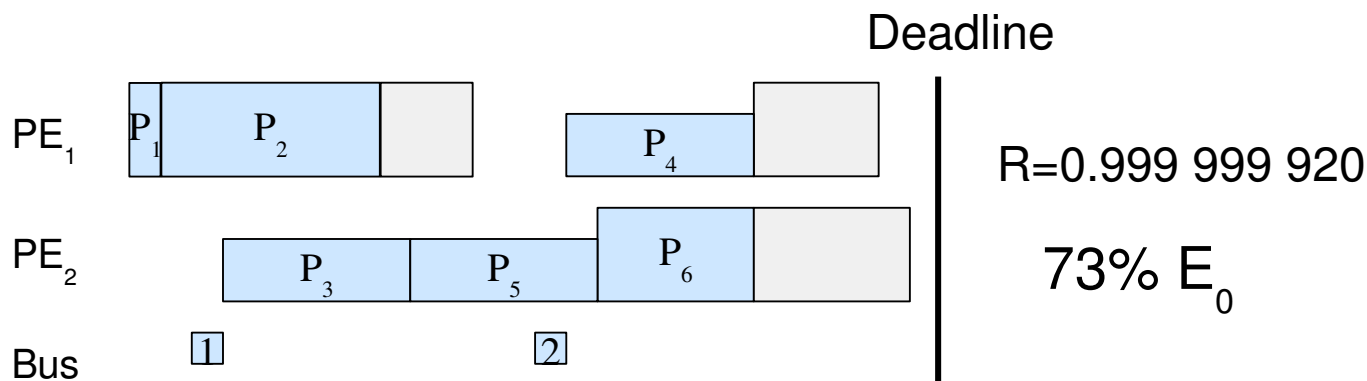 Deadline
PE₁ P₁ P₂ P₄
R=0.999 999 920
PE₂ P₃ P₅ P₆
73% E₀
Bus 1 2